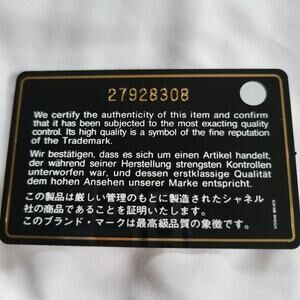 27928308
We certify the authenticity of this item and confirm
that it has been subjected to the most exacting quality
control. Its high quality is a symbol of the fine reputation
of the Trademark.
Wir bestätigen, dass es sich um einen Artikel handelt,
der während seiner Herstellung strengsten Kontrollen
unterworfen war, und dessen erstklassige Qualität
dem hohen Ansehen unserer Marke entspricht.
この製品は厳しい管理のもとに製造されたシャネル
社の商品であることを証明いたします。
このブランド・マークは最高級品質の象徴です。